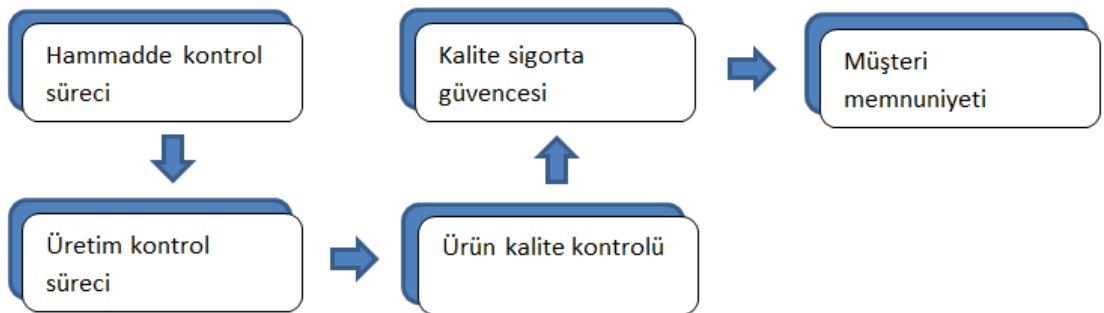 Hammadde kontrol
süreci
Üretim kontrol
süreci
Ürün kalite kontrolü
Kalite sigorta
güvencesi
Müşteri
memnuniyeti